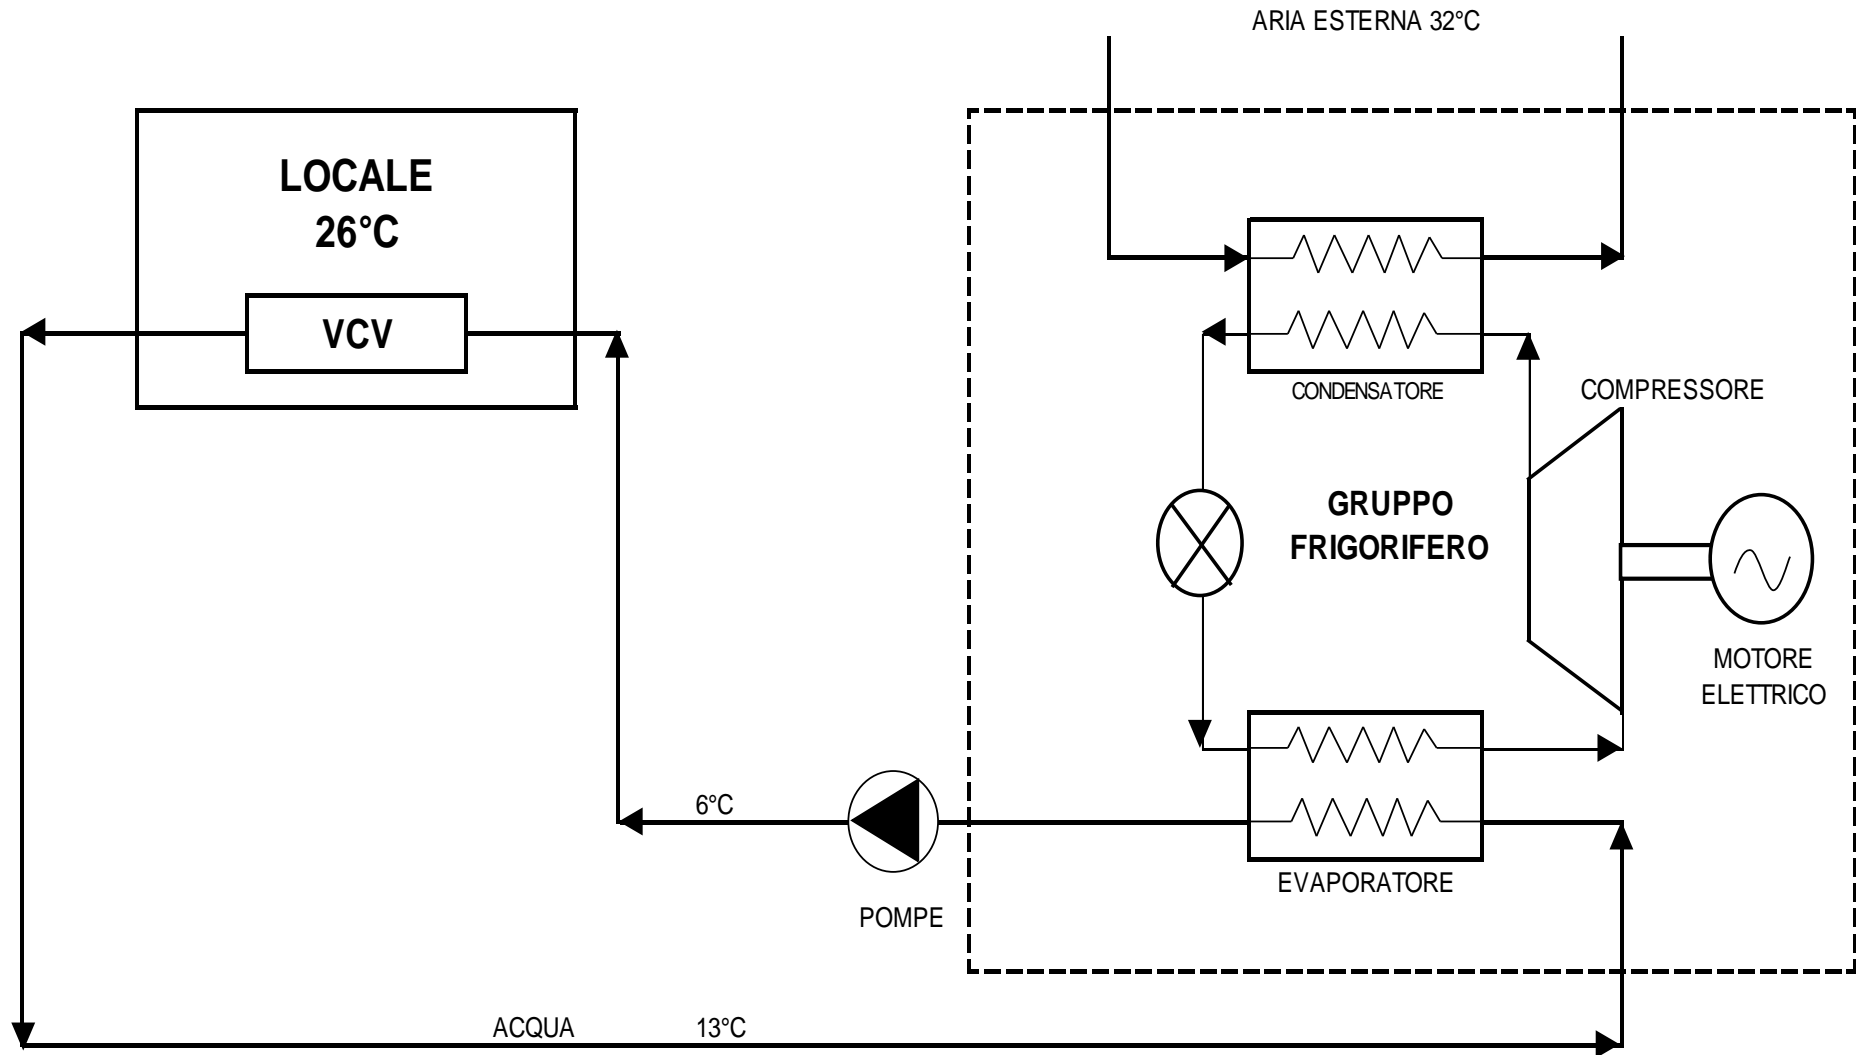 ARIA ESTERNA 32°C
LOCALE
26°C
VCV
CONDENSATORE
COMPRESSORE
GRUPPO
FRIGORIFERO
MOTORE
ELETTRICO
6°C
EVAPORATORE
POMPE
ACQUA 13°C